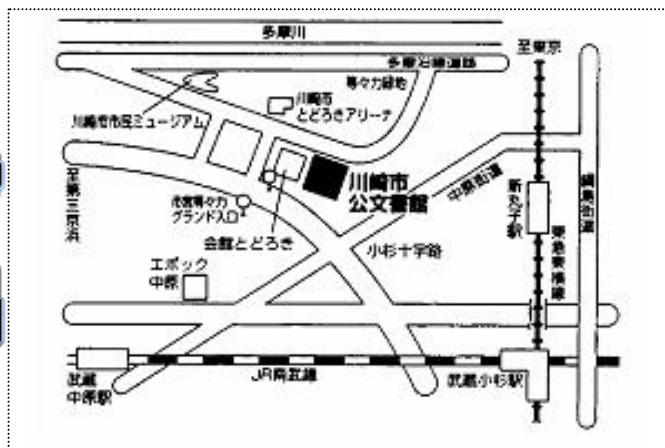 多摩川
至東京
多摩沿線道路
等々力緑地
川崎市
とどろきアリーナ
川崎市市民ミュージアム
川崎市
公文書館
中原街道
綱島街道
至第三京浜
市営等々力
グランド入口
新丸子駅
会館とどろき
小杉十字路
東急東横線
エポック
中原
武蔵
中原駅
JR南武線
武蔵小杉駅